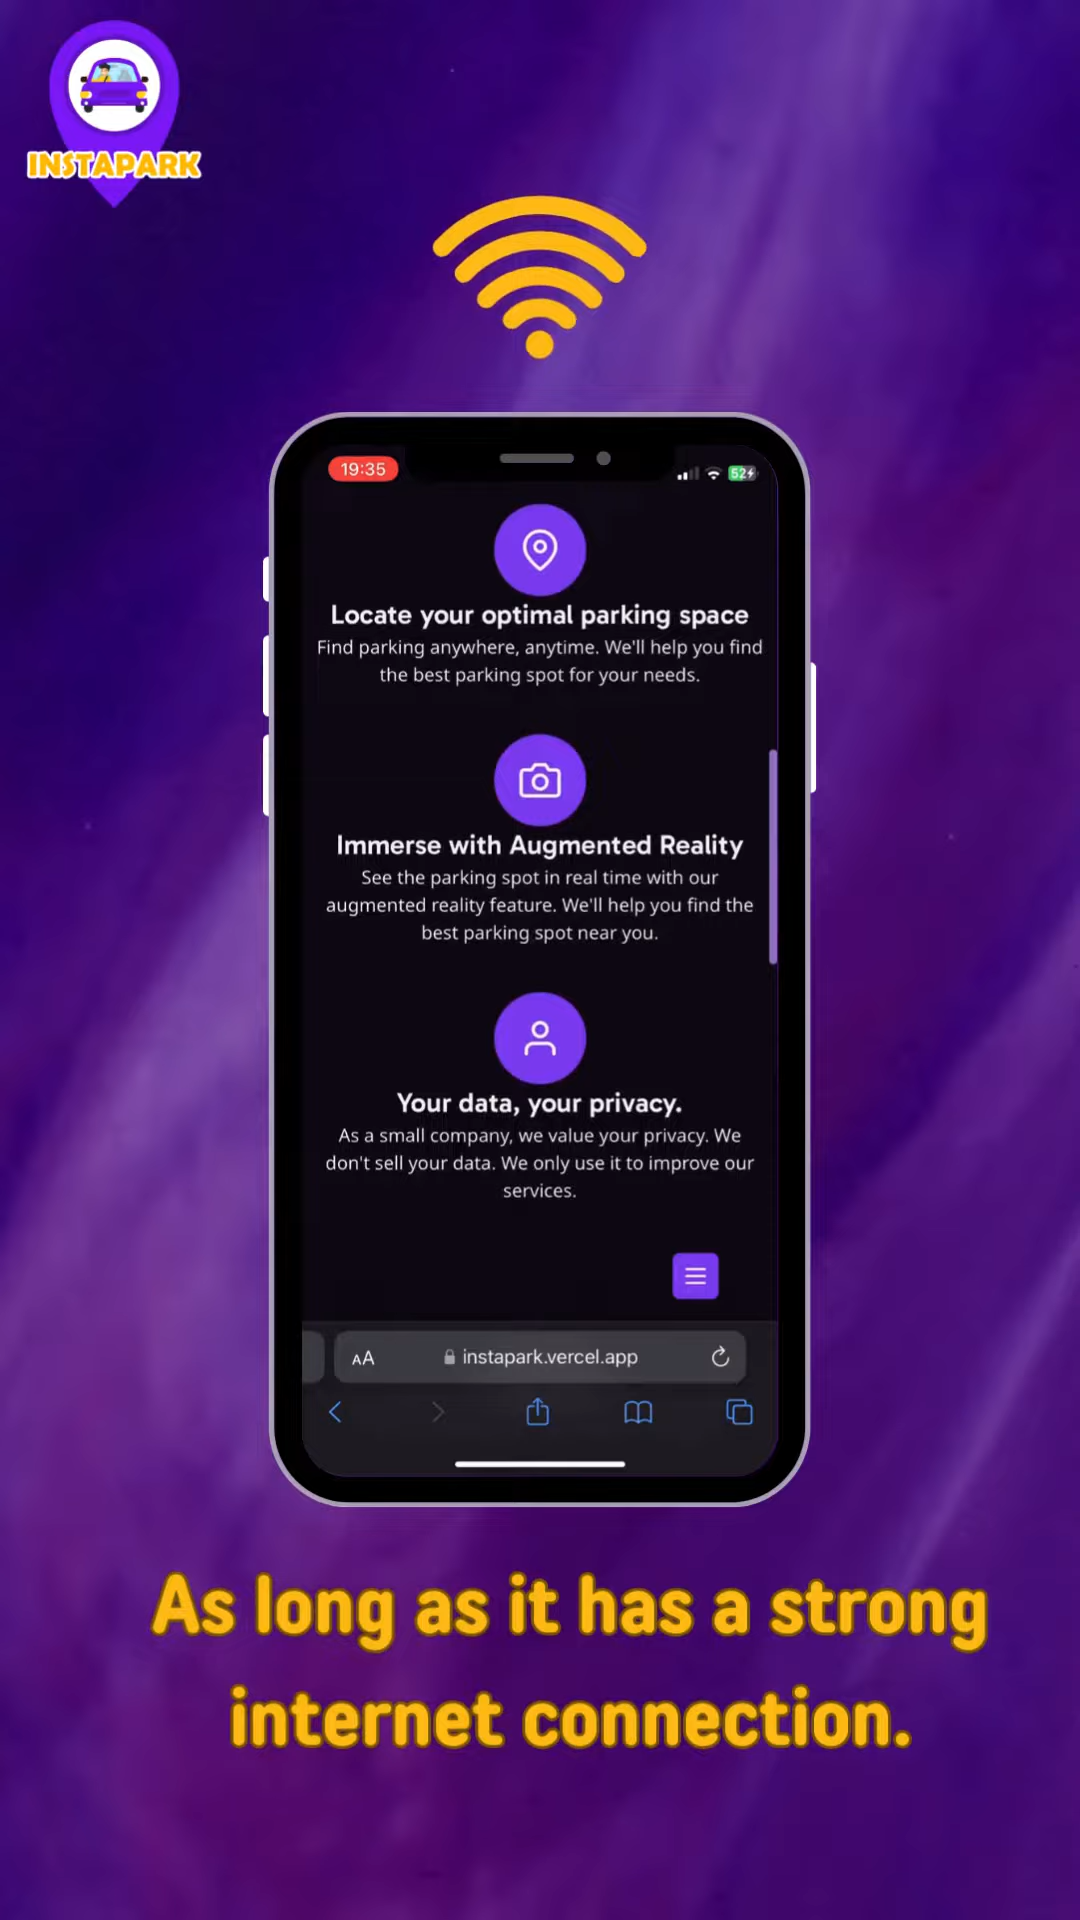 INSTAPARK
19:35
52
Locate your optimal parking space
Find parking anywhere, anytime. We'll help you find
the best parking spot for your needs.
Immerse with Augmented Reality
See the parking spot in real time with our
augmented reality feature. We'll help you find the
best parking spot near you.
Your data, your privacy.
As a small company, we value your privacy. We
don't sell your data. We only use it to improve our
services.
AA instapark.vercel.app
As long as it has a strong
internet connection.